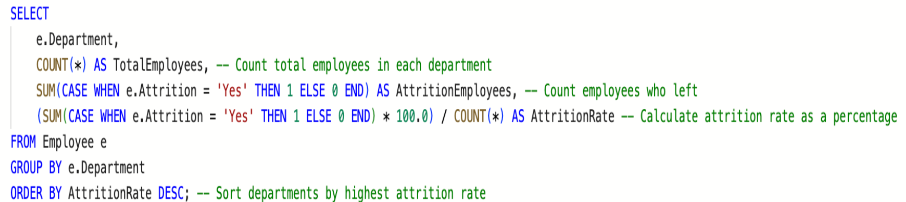 SELECT
e.Department,
COUNT(*) AS TotalEmployees, -- Count total employees in each department
SUM(CASE WHEN e.Attrition = 'Yes' THEN 1 ELSE 0 END) AS AttritionEmployees, -- Count employees who left
(SUM(CASE WHEN e.Attrition = 'Yes' THEN 1 ELSE 0 END) * 100.0) / COUNT(*) AS AttritionRate -- Calculate attrition rate as a percentage
FROM Employee e
GROUP BY e.Department
ORDER BY AttritionRate DESC; -- Sort departments by highest attrition rate